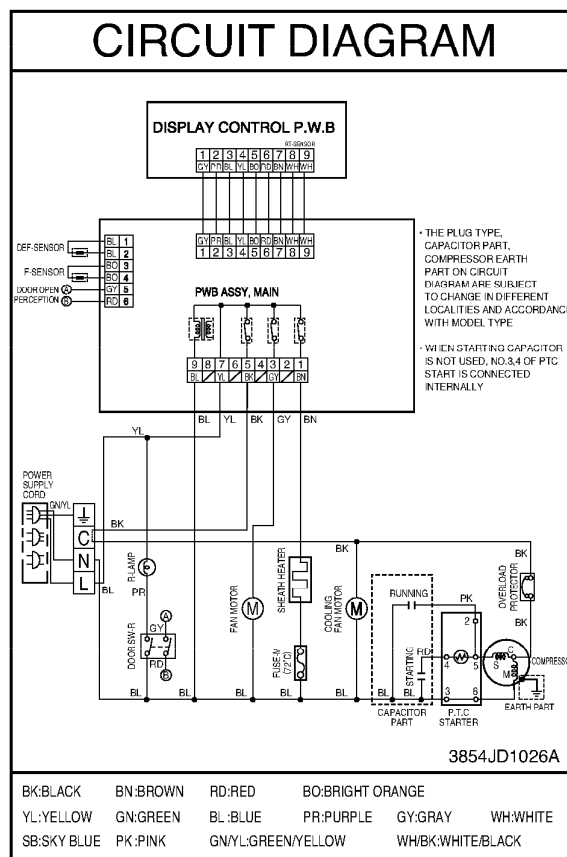 CIRCUIT DIAGRAM
DISPLAY CONTROL P.W.B
RT-SENSOR
1 2 3 4 5 6 7 8 9
GY PR BL YL BO RD BN WH WH
GY PR BL YL BO RD BN WH WH
1 2 3 4 5 6 7 8 9
DEF-SENSOR
F-SENSOR
DOOR OPEN A
PERCEPTION B
BL 1
BL 2
BO 3
BO 4
GY 5
RD 6
PWB ASSY, MAIN
9 8 7 6 5 4 3 2 1
BL YL BK GY BN
BL YL BK GY BN
• THE PLUG TYPE,
CAPACITOR PART,
COMPRESSOR EARTH
PART ON CIRCUIT
DIAGRAM ARE SUBJECT
TO CHANGE IN DIFFERENT
LOCALITIES AND ACCORDANCE
WITH MODEL TYPE
• WHEN STARTING CAPACITOR
IS NOT USED, NO.3,4 OF PTC
START IS CONNECTED
INTERNALLY
YL
POWER
SUPPLY
CORD
GN/YL
C
N
L
BK
BL
R-LAMP
PR
DOOR SW-R
A
GY
RD
B
FAN MOTOR
M
SHEATH HEATER
FUSE-M
(72°C)
BK
COOLING
FAN MOTOR
M
RUNNING
STARTING
RD
PK
2
4 5
3 6
BK
OVERLOAD
PROTECTOR
BK
C
S
M
COMPRESSOR
EARTH PART
BL BL BL BL BL BL BL
CAPACITOR
PART
P.T.C
STARTER
3854JD1026A
BK:BLACK BN:BROWN RD:RED BO:BRIGHT ORANGE
YL:YELLOW GN:GREEN BL:BLUE PR:PURPLE GY:GRAY WH:WHITE
SB:SKY BLUE PK:PINK GN/YL:GREEN/YELLOW WH/BK:WHITE/BLACK